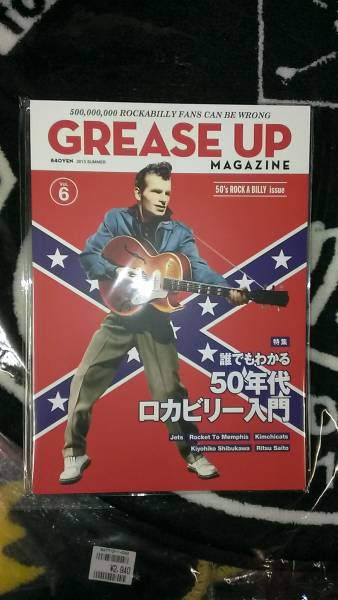 500,000,000 ROCKABILLY FANS CAN BE WRONG
GREASE UP
840YEN 2013 SUMMER
MAGAZINE
VOL
6
50's ROCK A BILLY issue
特集
誰でもわかる
50年代
ロカビリー入門
Jets Rocket To Memphis Kimchicats
Kiyohiko Shibukawa Ritsu Saito
¥2,840